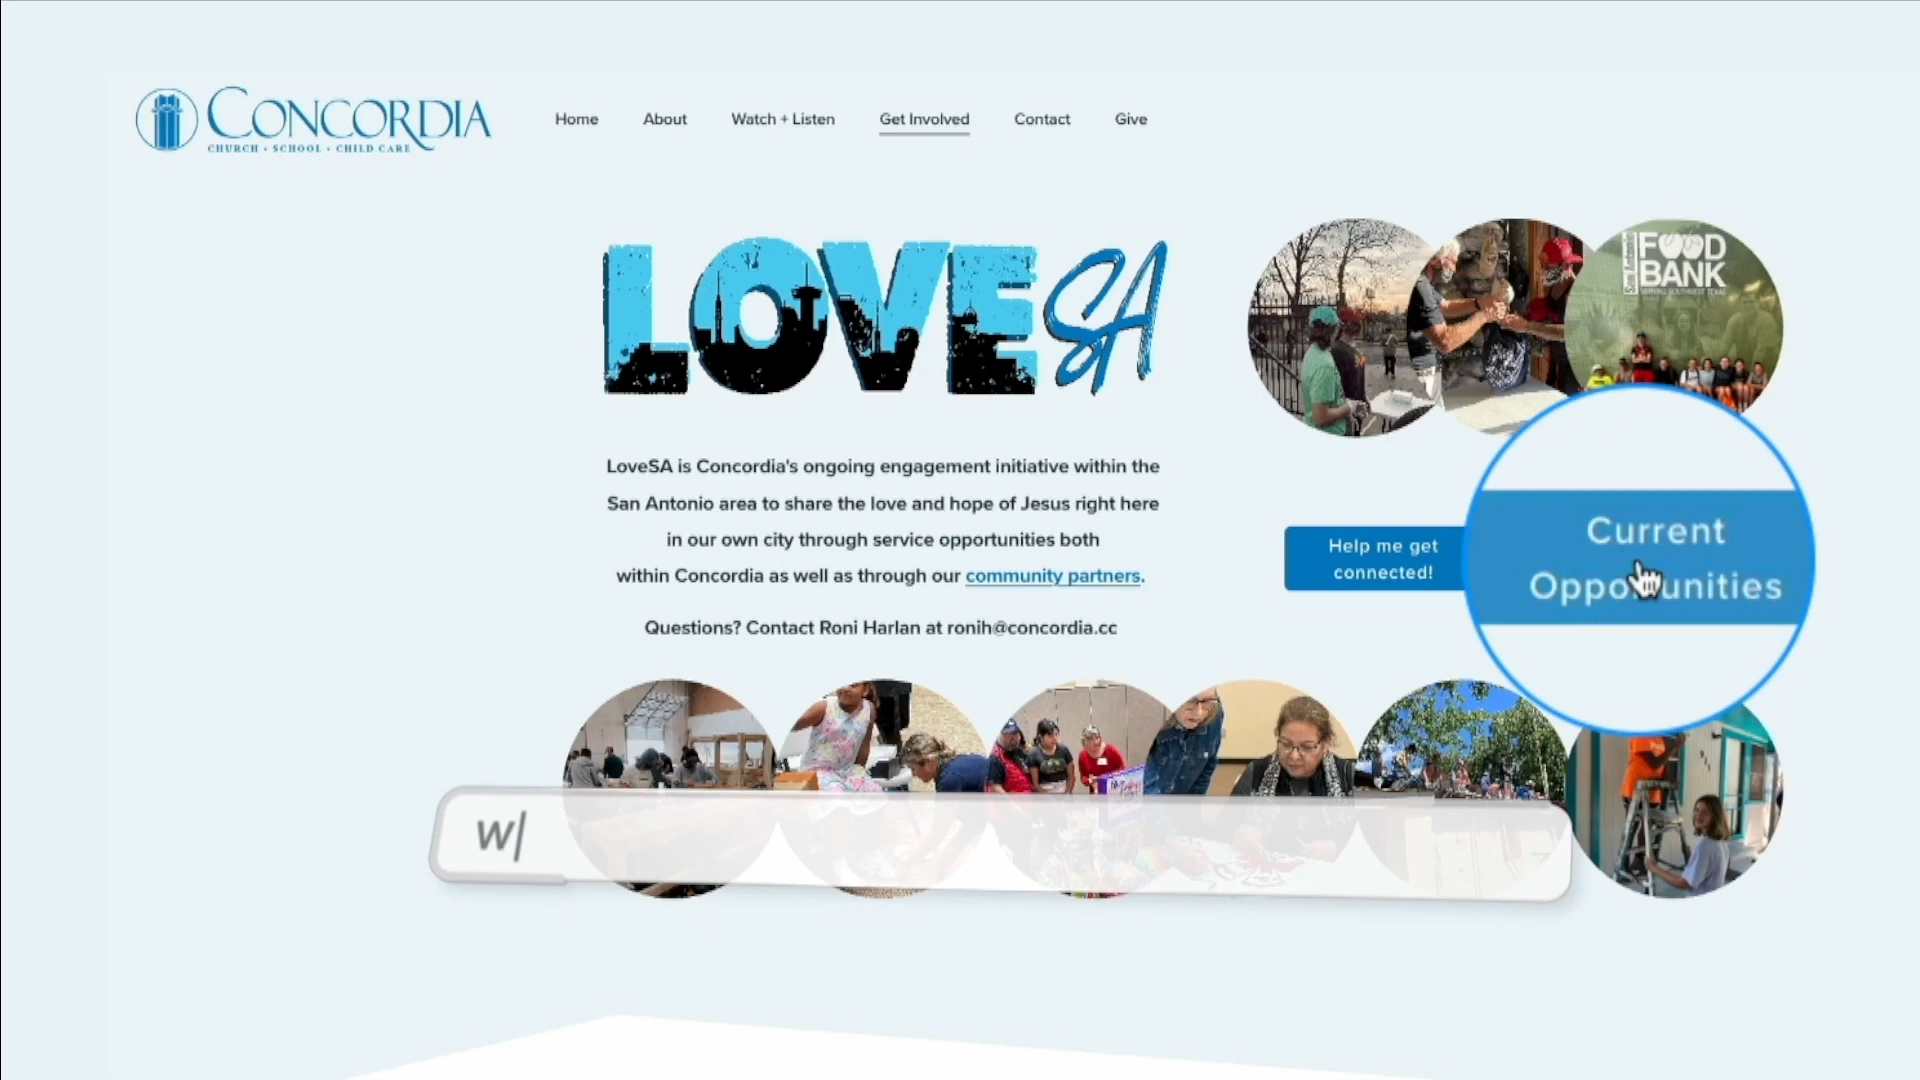 CONCORDIA
CHURCH • SCHOOL • CHILD CARE
Home About Watch + Listen Get Involved Contact Give
LOVE SA
San Antonio
FOOD
BANK
LoveSA is Concordia's ongoing engagement initiative within the
San Antonio area to share the love and hope of Jesus right here
in our own city through service opportunities both
within Concordia as well as through our community partners.
Questions? Contact Roni Harlan at ronih@concordia.cc
Help me get
connected!
Current
Opportunities
w